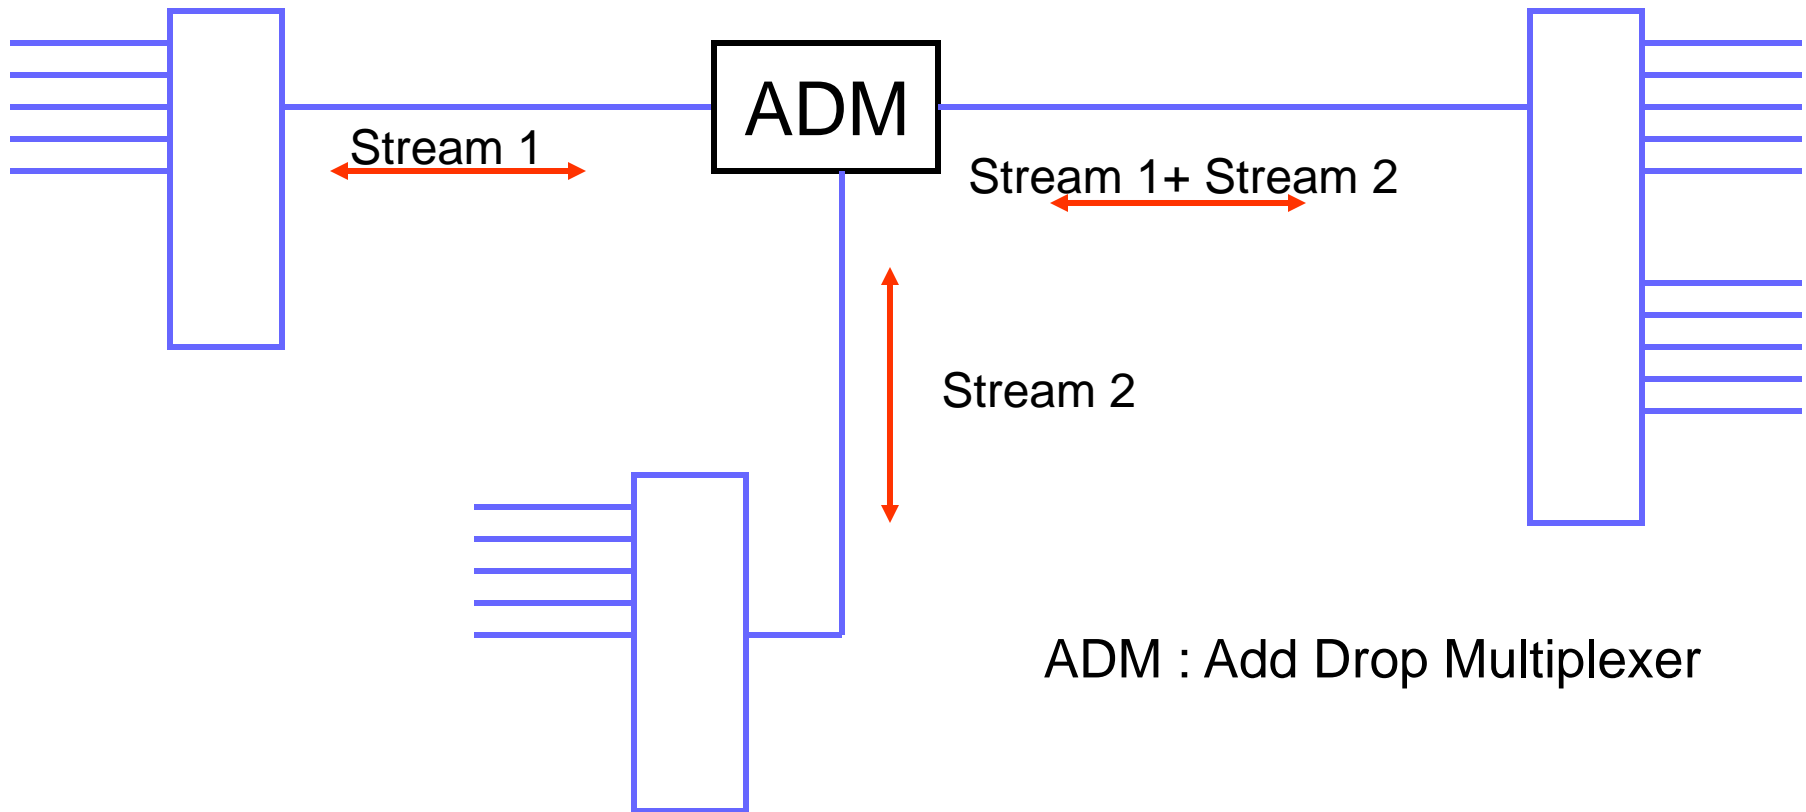 ADM
Stream 1
Stream 1+ Stream 2
Stream 2
ADM : Add Drop Multiplexer